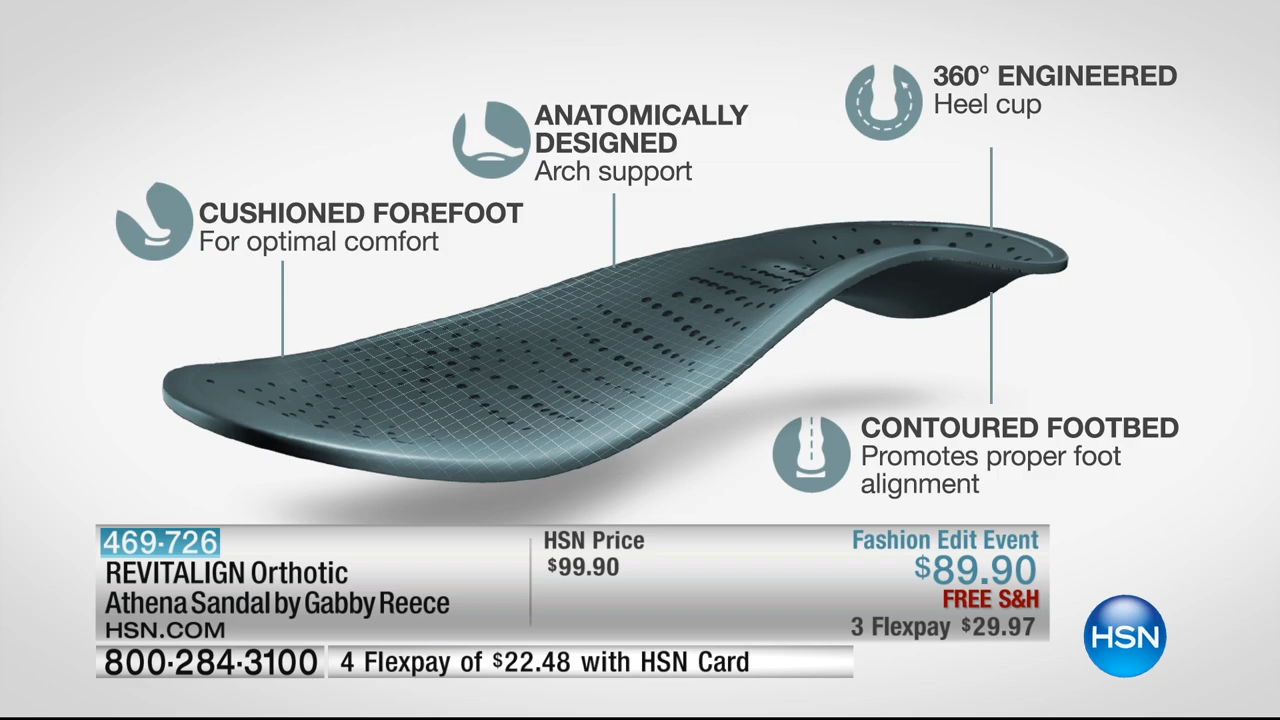 360° ENGINEERED
Heel cup
ANATOMICALLY
DESIGNED
Arch support
CUSHIONED FOREFOOT
For optimal comfort
CONTOURED FOOTBED
Promotes proper foot
alignment
469·726
REVITALIGN Orthotic
Athena Sandal by Gabby Reece
HSN.COM
HSN Price
$99.90
Fashion Edit Event
$89.90
FREE S&H
3 Flexpay $29.97
HSN
800·284·3100
4 Flexpay of $22.48 with HSN Card